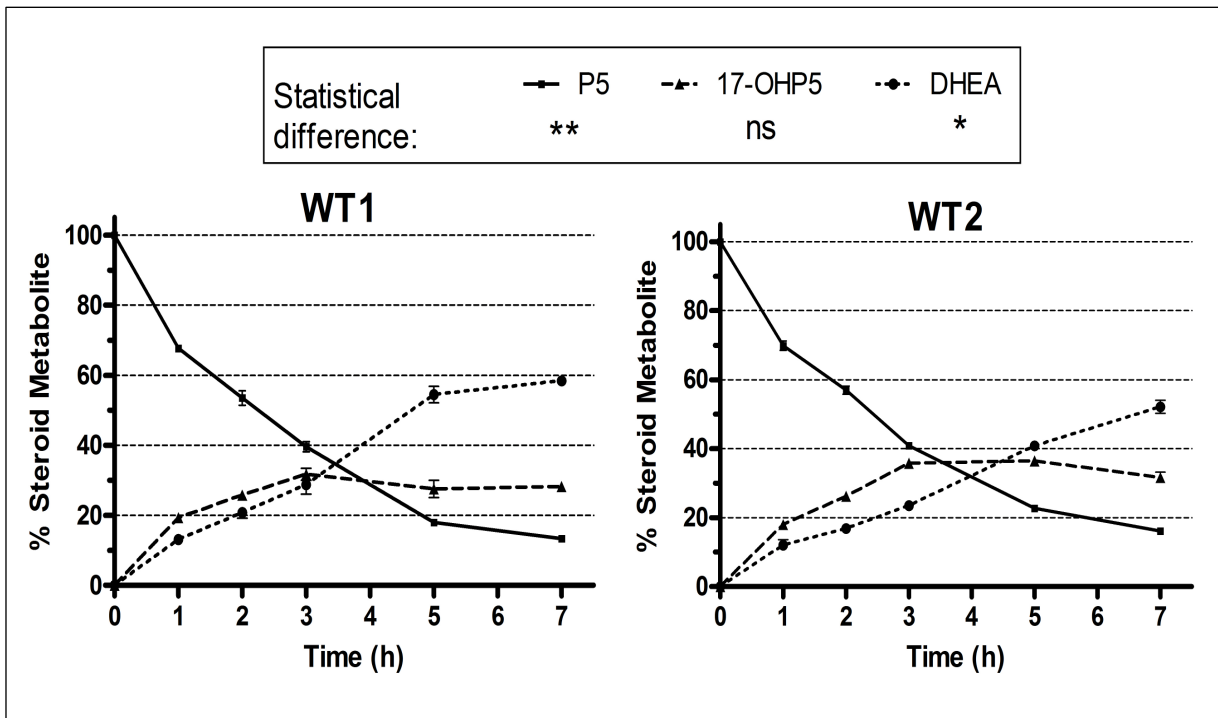 P5 17-OHP5 DHEA
Statistical
difference: ** ns *
WT1
% Steroid Metabolite
100
80
60
40
20
0
0 1 2 3 4 5 6 7
Time (h)
WT2
% Steroid Metabolite
100
80
60
40
20
0
0 1 2 3 4 5 6 7
Time (h)